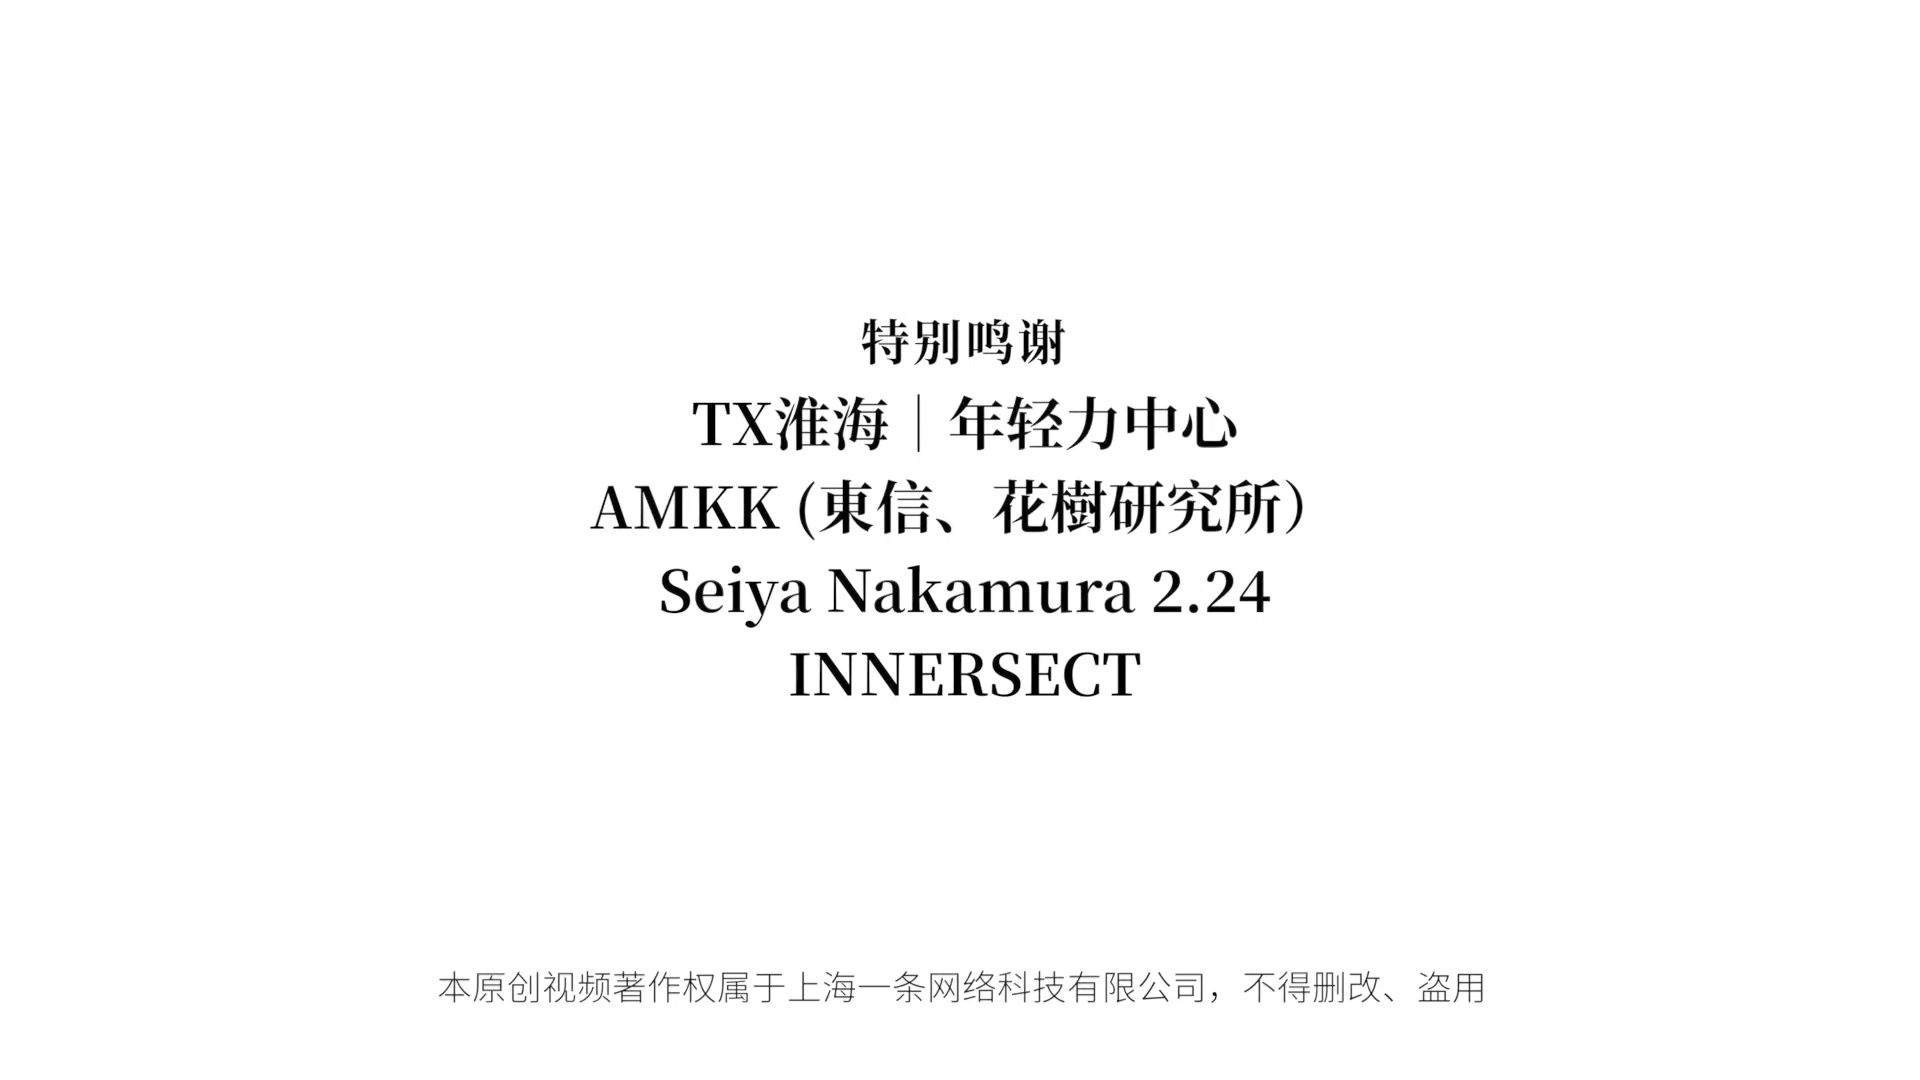 特别鸣谢
TX淮海｜年轻力中心
AMKK (東信、花樹研究所）
Seiya Nakamura 2.24
INNERSECT
本原创视频著作权属于上海一条网络科技有限公司，不得删改、盗用